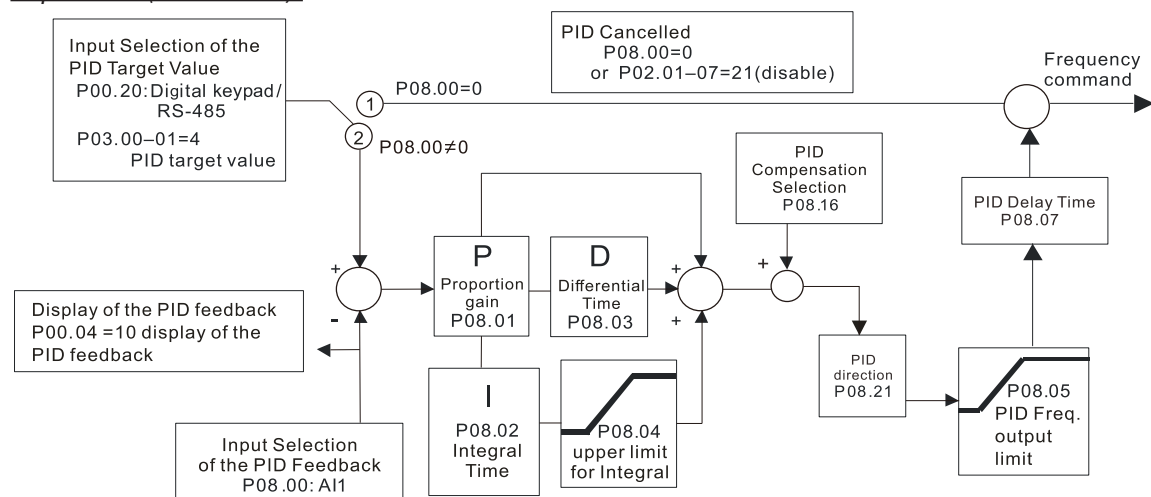 Input Selection of the
PID Target Value
P00.20: Digital keypad/
RS-485
P03.00–01=4
PID target value
1
P08.00=0
2
P08.00≠0
PID Cancelled
P08.00=0
or P02.01–07=21(disable)
Frequency
command
PID
Compensation
Selection
P08.16
PID Delay Time
P08.07
+
-
P
Proportion
gain
P08.01
D
Differential
Time
P08.03
+
+
+
Display of the PID feedback
P00.04 =10 display of the
PID feedback
I
P08.02
Integral
Time
P08.04
upper limit
for Integral
PID
direction
P08.21
P08.05
PID Freq.
output
limit
Input Selection
of the PID Feedback
P08.00: AI1